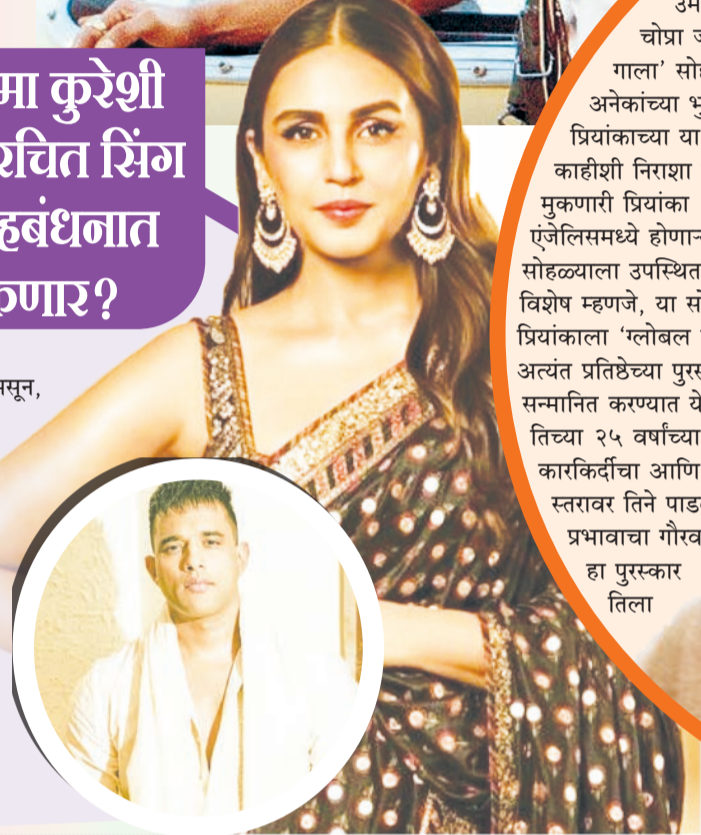 मा कुरेशी
रचित सिंग
हबंधनात
कणार?
सून,
उम
चोप्रा ज
गाला’ सोह
अनेकांच्या भु
प्रियांकाच्या या
काहीशी निराशा
मुकणारी प्रियांका
एंजेलिसमध्ये होणाऱ
सोहळ्याला उपस्थित
विशेष म्हणजे, या सो
प्रियांकाला ‘ग्लोबल
अत्यंत प्रतिष्ठेच्या पुरस
सन्मानित करण्यात ये
तिच्या २५ वर्षांच्या
कारकिर्दीचा आणि
स्तरावर तिने पाड
प्रभावाचा गौरव
हा पुरस्कार
तिला